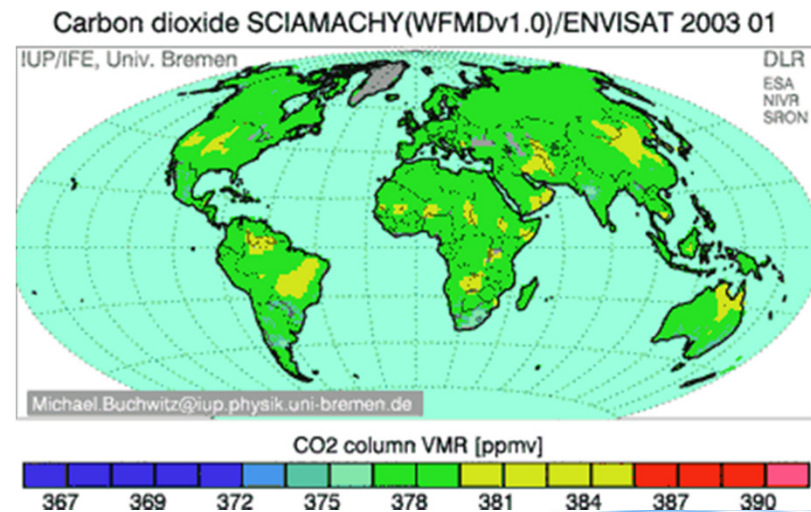 Carbon dioxide SCIAMACHY(WFMDv1.0)/ENVISAT 2003 01
IUP/IFE, Univ. Bremen
DLR
ESA
NIVR
SRON
Michael.Buchwitz@iup.physik.uni-bremen.de
CO2 column VMR [ppmv]
367 369 372 375 378 381 384 387 390